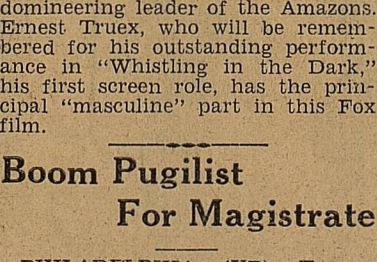 domineering leader of the Amazons.
Ernest Truex, who will be remem-
bered for his outstanding perform-
ance in "Whistling in the Dark,"
his first screen role, has the prin-
cipal "masculine" part in this Fox
film.
Boom Pugilist
For Magistrate